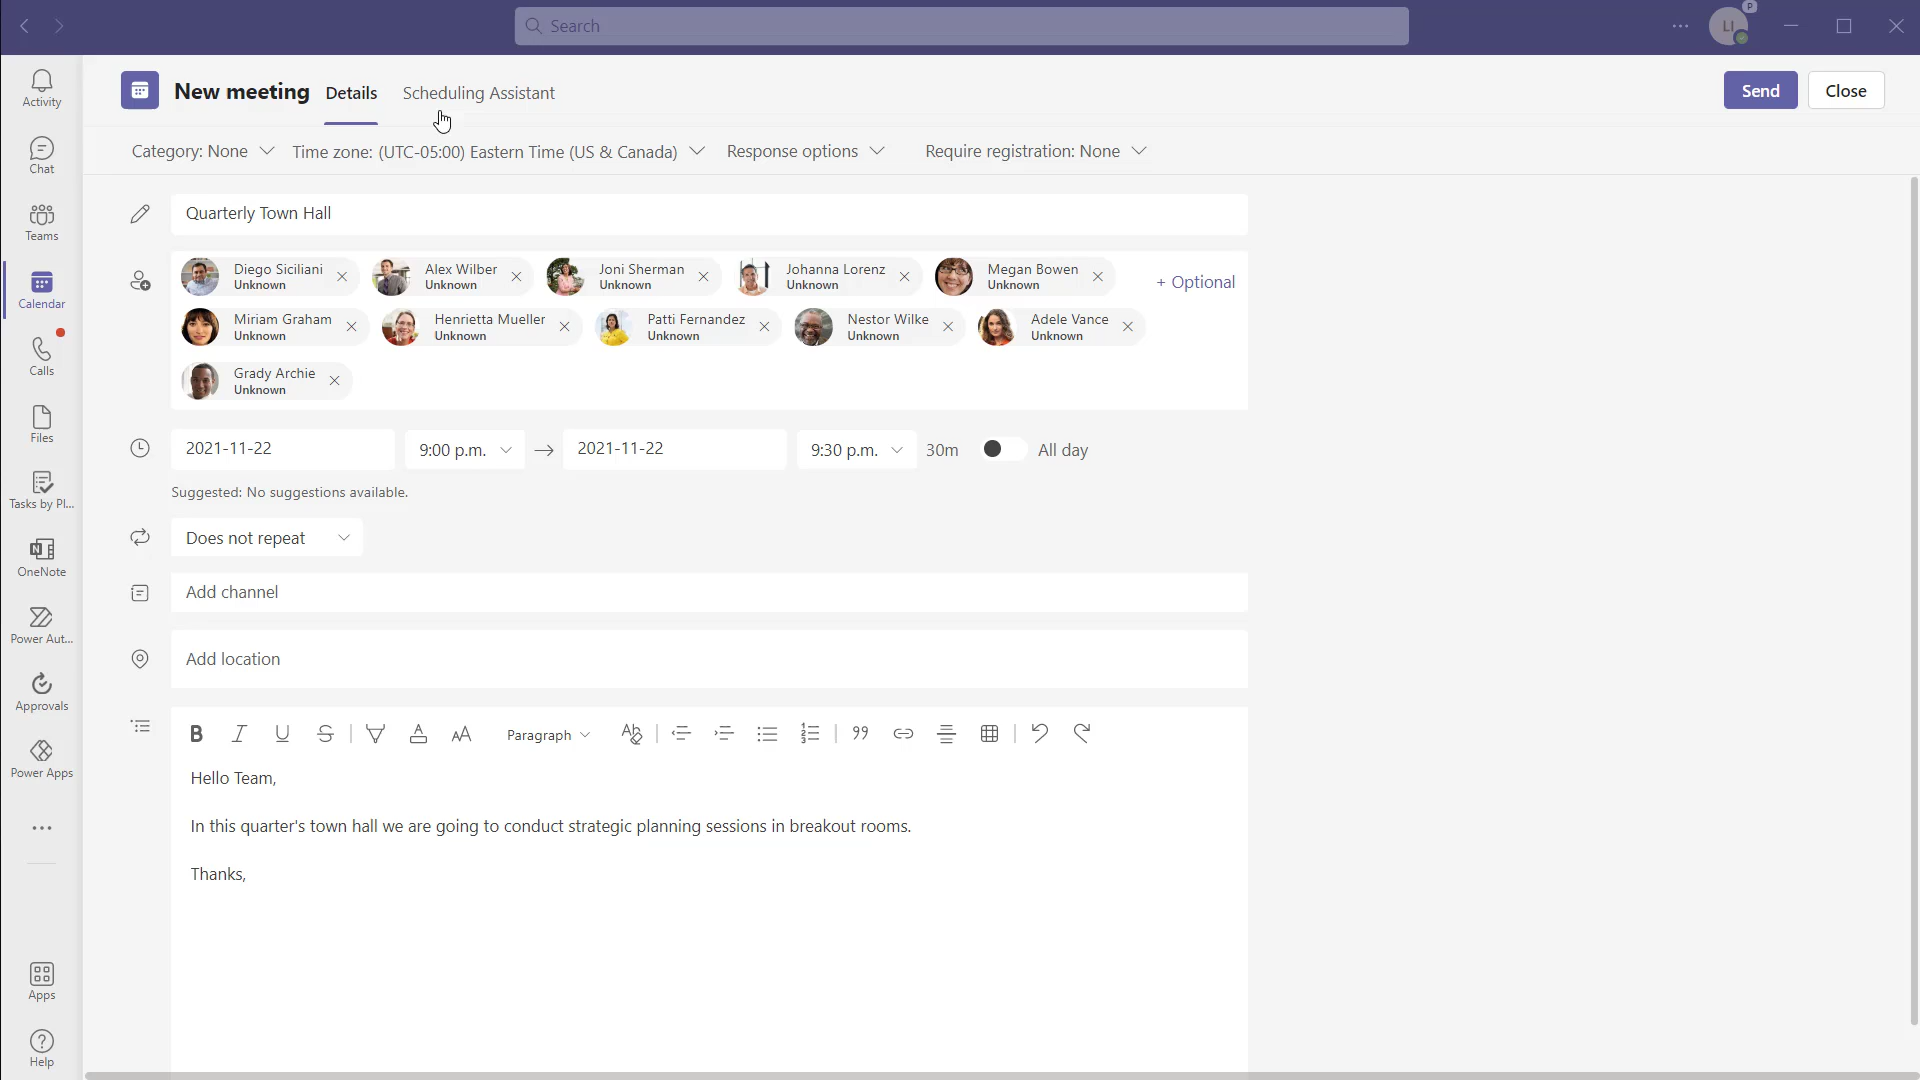 Search
LI
P
Activity
Chat
Teams
Calendar
Calls
Files
Tasks by Pl...
OneNote
Power Aut...
Approvals
Power Apps
Apps
Help
New meeting Details Scheduling Assistant Send Close
Category: None Time zone: (UTC-05:00) Eastern Time (US & Canada) Response options Require registration: None
Quarterly Town Hall
Diego Siciliani Alex Wilber Joni Sherman Johanna Lorenz Megan Bowen
Unknown Unknown Unknown Unknown Unknown
+ Optional
Miriam Graham Henrietta Mueller Patti Fernandez Nestor Wilke Adele Vance
Unknown Unknown Unknown Unknown Unknown
Grady Archie
Unknown
2021-11-22 9:00 p.m. → 2021-11-22 9:30 p.m. 30m All day
Suggested: No suggestions available.
Does not repeat
Add channel
Add location
Paragraph
Hello Team,
In this quarter's town hall we are going to conduct strategic planning sessions in breakout rooms.
Thanks,